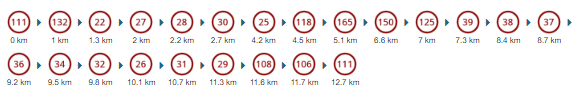 111 132 22 27 28 30 25 118 165 150 125 39 38 37
0 km 1 km 1.3 km 2 km 2.2 km 2.7 km 4.2 km 4.5 km 5.1 km 6.6 km 7 km 7.3 km 8.4 km 8.7 km
36 34 32 26 31 29 108 106 111
9.2 km 9.5 km 9.8 km 10.1 km 10.7 km 11.3 km 11.6 km 11.7 km 12.7 km